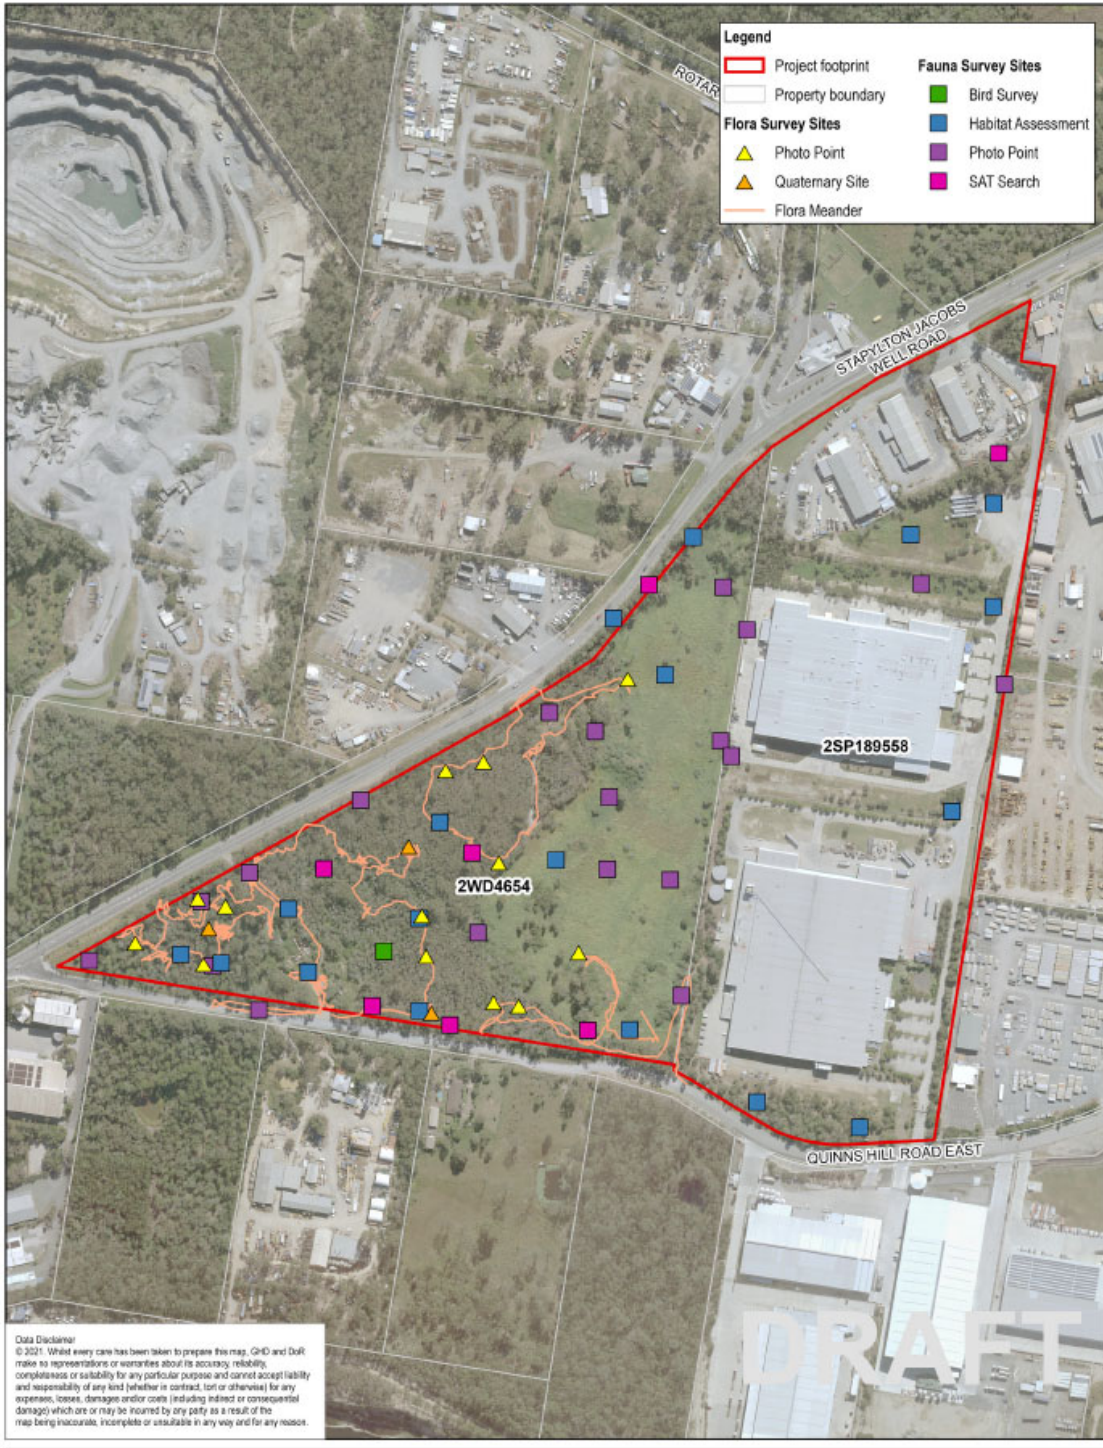 Legend
Project footprint
Property boundary
Flora Survey Sites
Photo Point
Quaternary Site
Flora Meander
Fauna Survey Sites
Bird Survey
Habitat Assessment
Photo Point
SAT Search
ROTAR
STAPYLTON JACOBS
WELL ROAD
2SP189558
2WD4654
QUINNS HILL ROAD EAST
DRAFT
Data Disclaimer
© 2021. Whilst every care has been taken to prepare this map, GHD and DoR
make no representations or warranties about its accuracy, reliability,
completeness or suitability for any particular purpose and cannot accept liability
and responsibility of any kind (whether in contract, tort or otherwise) for any
expenses, losses, damages and/or costs (including indirect or consequential
damage) which are or may be incurred by any party as a result of the
map being inaccurate, incomplete or unsuitable in any way and for any reason.